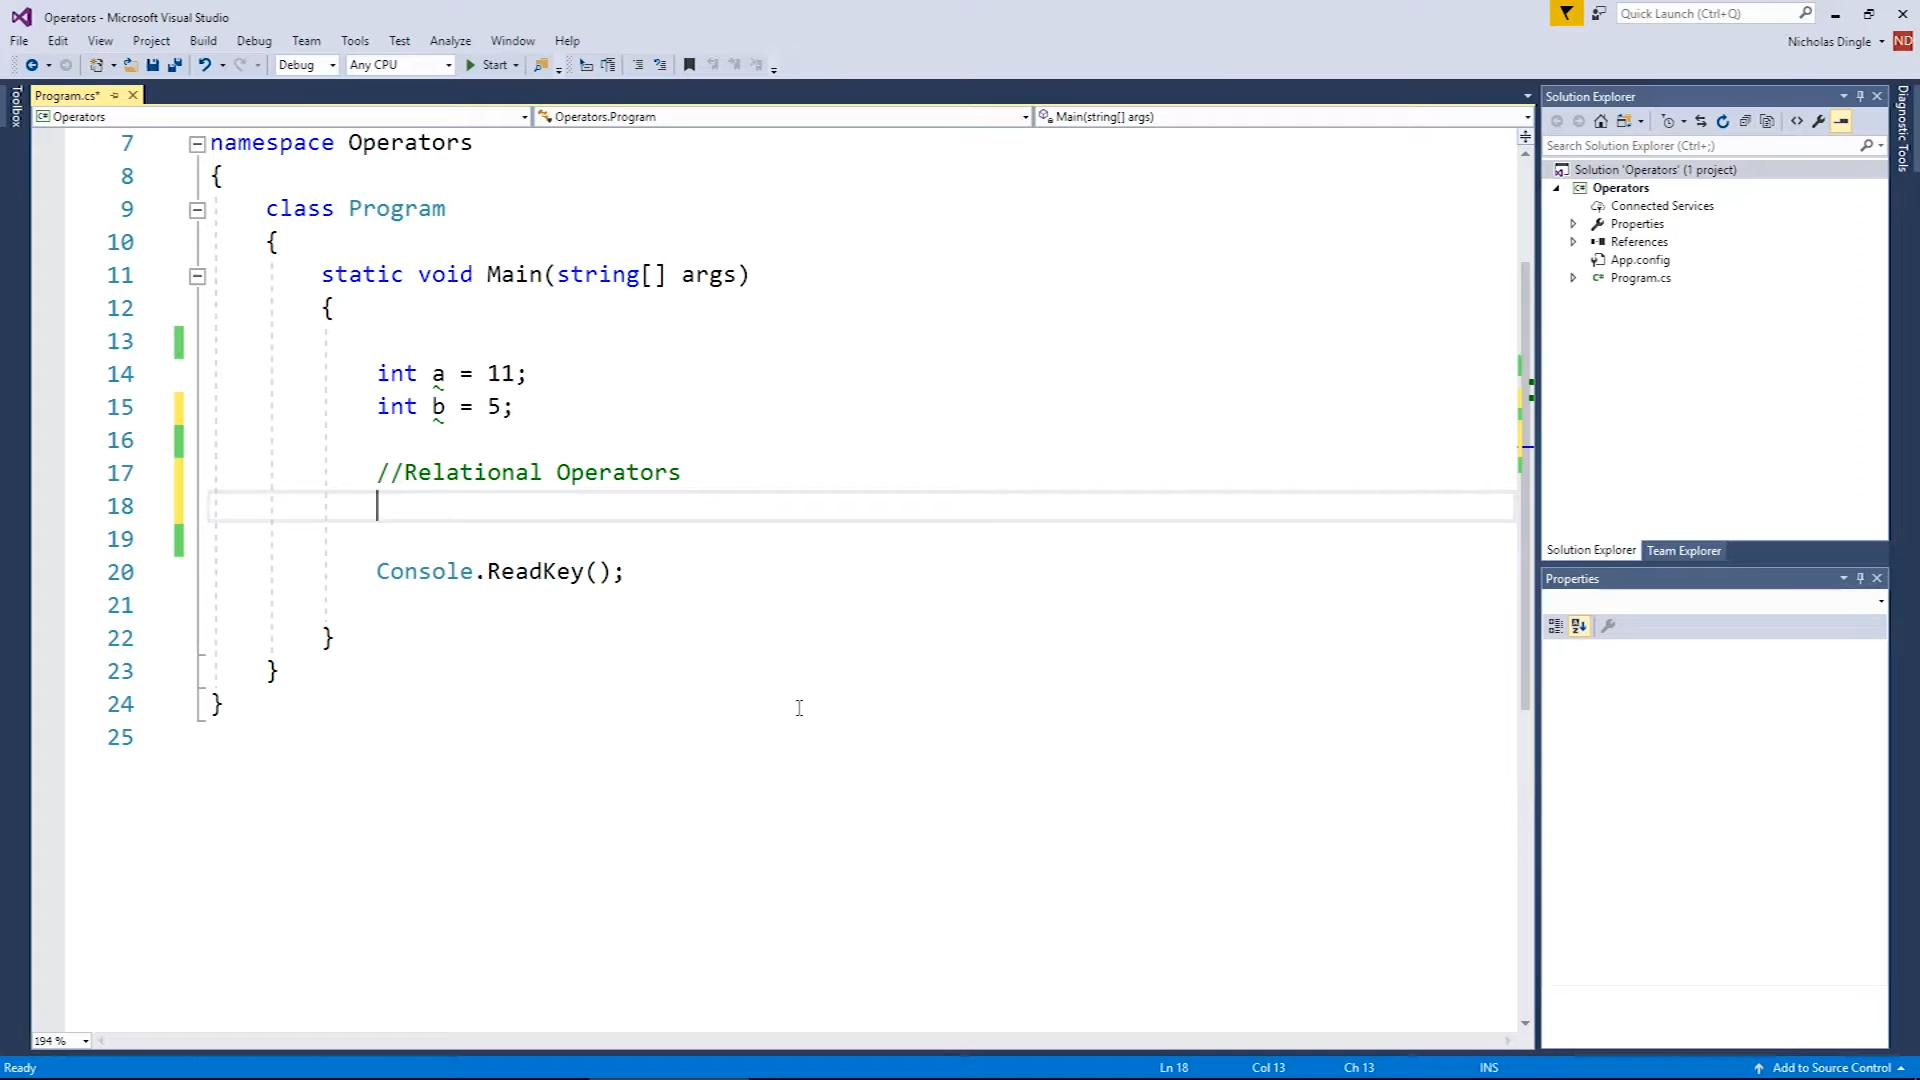 Operators - Microsoft Visual Studio
Quick Launch (Ctrl+Q)
File Edit View Project Build Debug Team Tools Test Analyze Window Help
Nicholas Dingle ND
Debug Any CPU Start
Toolbox
Program.cs*
Operators
Operators.Program
Main(string[] args)
7 namespace Operators
8 {
9 class Program
10 {
11 static void Main(string[] args)
12 {
13
14 int a = 11;
15 int b = 5;
16
17 //Relational Operators
18
19
20 Console.ReadKey();
21
22 }
23 }
24 }
25
194 %
Solution Explorer
Search Solution Explorer (Ctrl+;)
Solution 'Operators' (1 project)
C# Operators
Connected Services
Properties
References
App.config
C# Program.cs
Solution Explorer Team Explorer
Properties
Diagnostic Tools
Ready
Ln 18 Col 13 Ch 13 INS
Add to Source Control